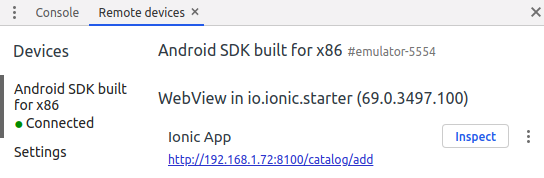 Console
Remote devices ×
Devices
Android SDK built for x86
● Connected
Settings
Android SDK built for x86 #emulator-5554
WebView in io.ionic.starter (69.0.3497.100)
Ionic App
Inspect
http://192.168.1.72:8100/catalog/add